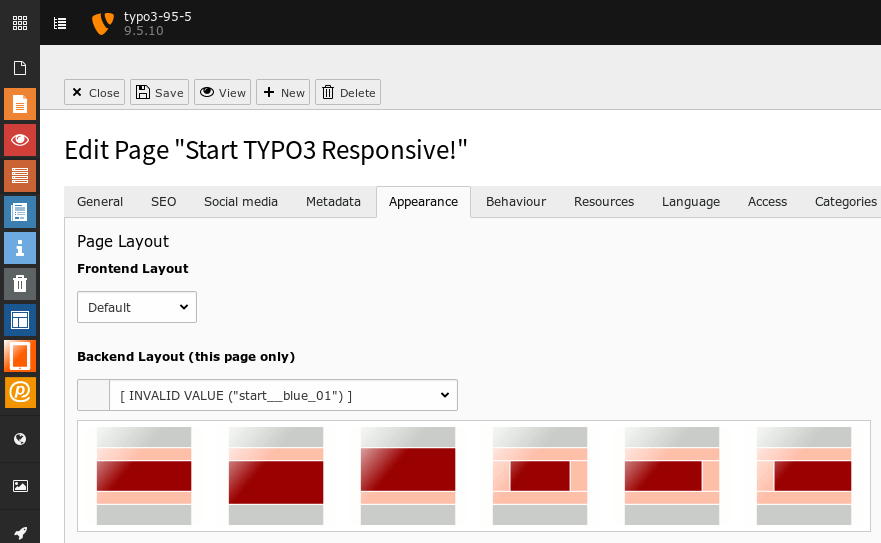 typo3-95-5
9.5.10
Close Save View New Delete
Edit Page "Start TYPO3 Responsive!"
General SEO Social media Metadata Appearance Behaviour Resources Language Access Categories
Page Layout
Frontend Layout
Default
Backend Layout (this page only)
[ INVALID VALUE ("start__blue_01") ]